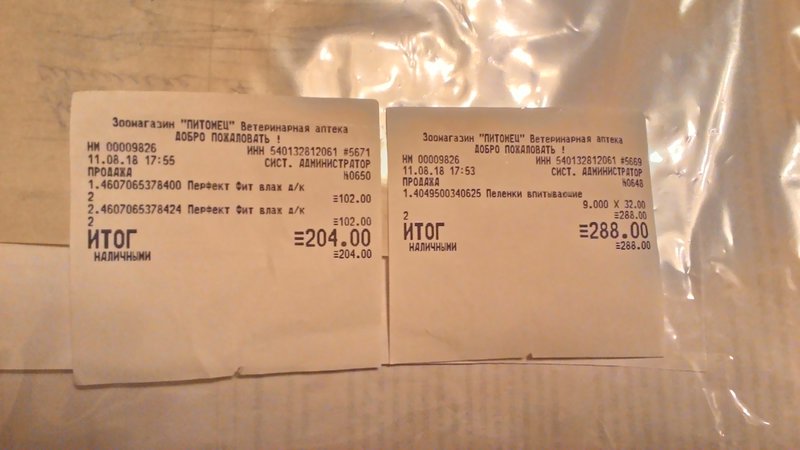 Зоомагазин "ПИТОМЕЦ" Ветеринарная аптека
ДОБРО ПОЖАЛОВАТЬ !
НМ 00009826 ИНН 540132812061 #5671
11.08.18 17:55 СИСТ. АДМИНИСТРАТОР
ПРОДАЖА №0650
1.4607065378400 Перфект Фит влаж д/к
2 ≡102.00
2.4607065378424 Перфект Фит влаж д/к
2 ≡102.00
ИТОГ ≡204.00
НАЛИЧНЫМИ ≡204.00
Зоомагазин "ПИТОМЕЦ" Ветеринарная аптека
ДОБРО ПОЖАЛОВАТЬ !
НМ 00009826 ИНН 540132812061 #5669
11.08.18 17:53 СИСТ. АДМИНИСТРАТОР
ПРОДАЖА №0648
1.4049500340625 Пеленки впитывающие
9.000 X 32.00
2 ≡288.00
ИТОГ ≡288.00
НАЛИЧНЫМИ ≡288.00